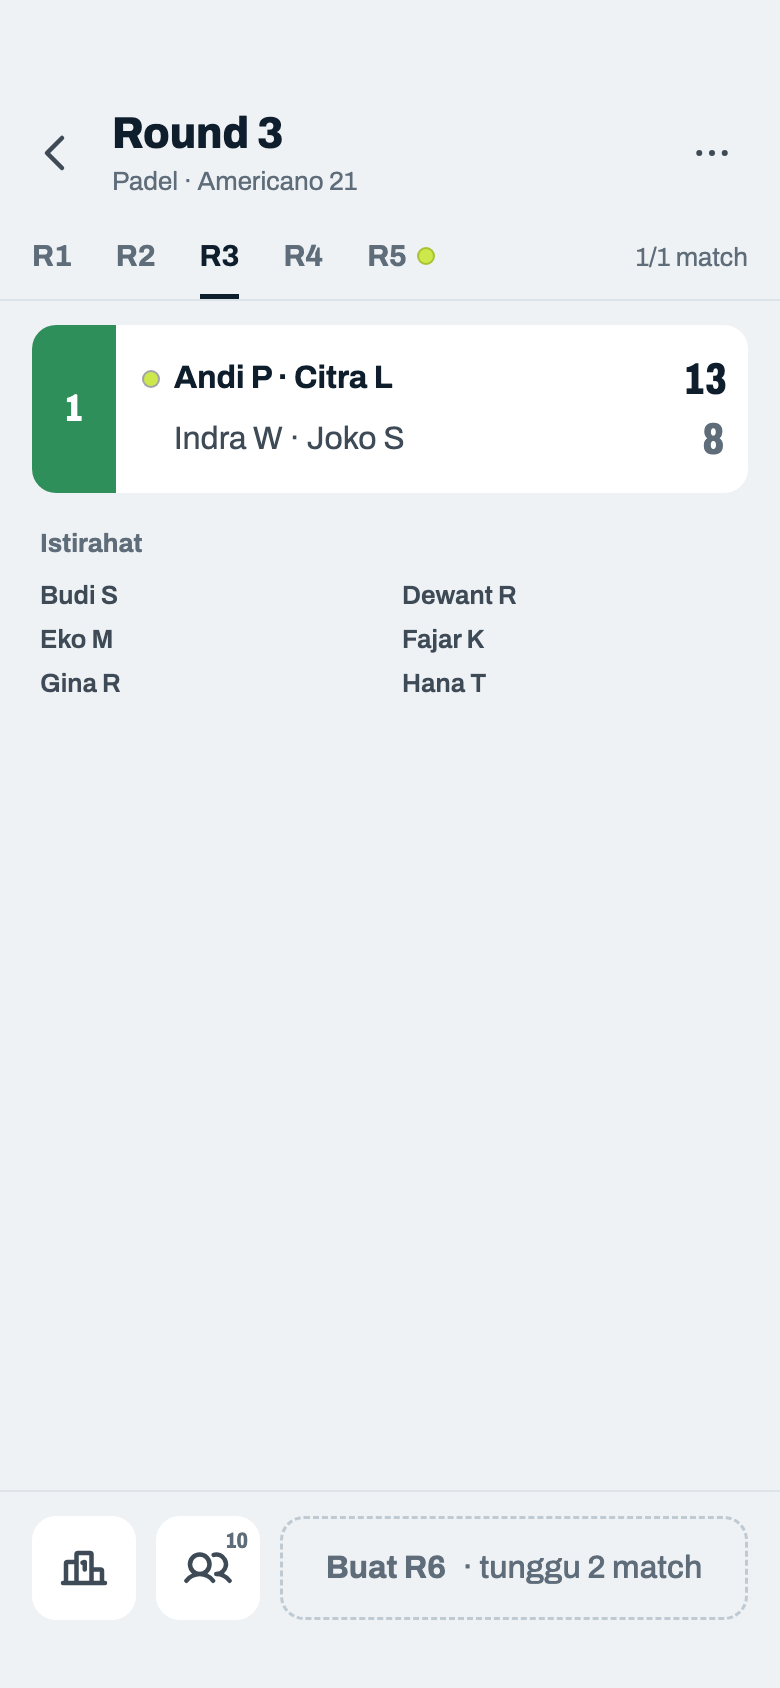 Round 3
Padel · Americano 21
R1 R2 R3 R4 R5 1/1 match
1
Andi P · Citra L 13
Indra W · Joko S 8
Istirahat
Budi S Dewant R
Eko M Fajar K
Gina R Hana T
10
Buat R6 · tunggu 2 match